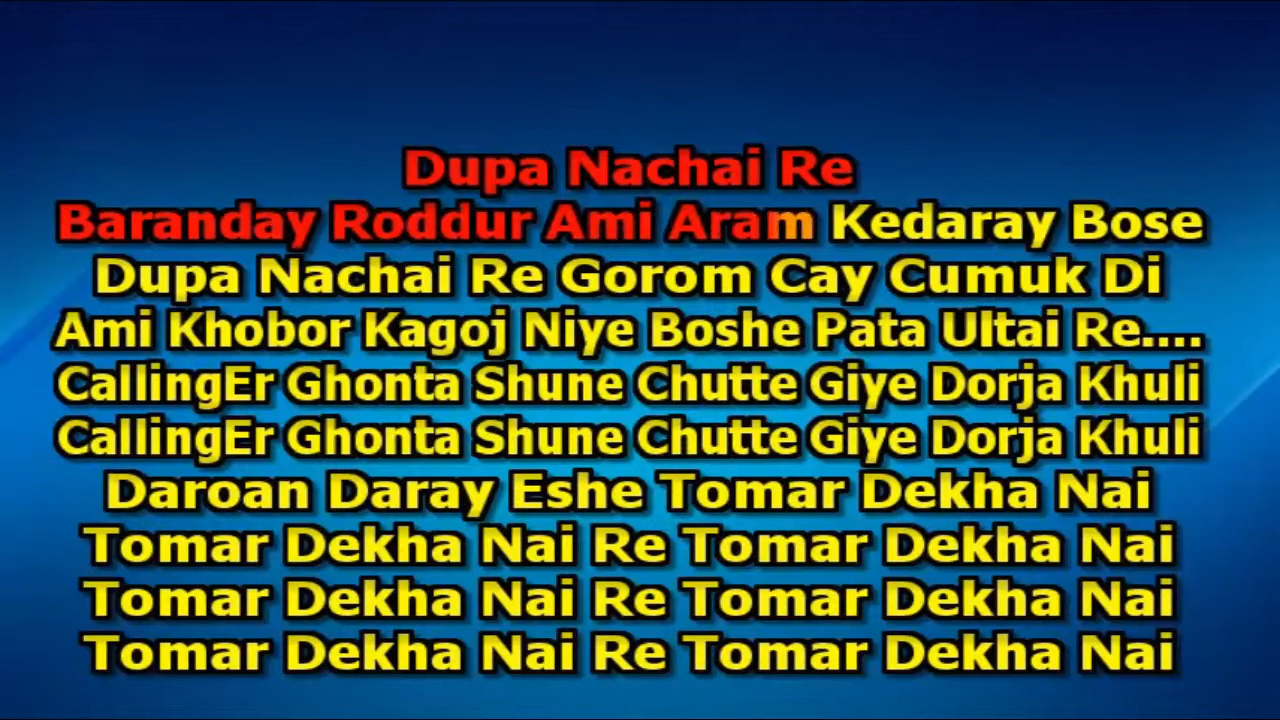 Dupa Nachai Re
Baranday Roddur Ami Aram Kedaray Bose
Dupa Nachai Re Gorom Cay Cumuk Di
Ami Khobor Kagoj Niye Boshe Pata Ultai Re....
CallingEr Ghonta Shune Chutte Giye Dorja Khuli
CallingEr Ghonta Shune Chutte Giye Dorja Khuli
Daroan Daray Eshe Tomar Dekha Nai
Tomar Dekha Nai Re Tomar Dekha Nai
Tomar Dekha Nai Re Tomar Dekha Nai
Tomar Dekha Nai Re Tomar Dekha Nai